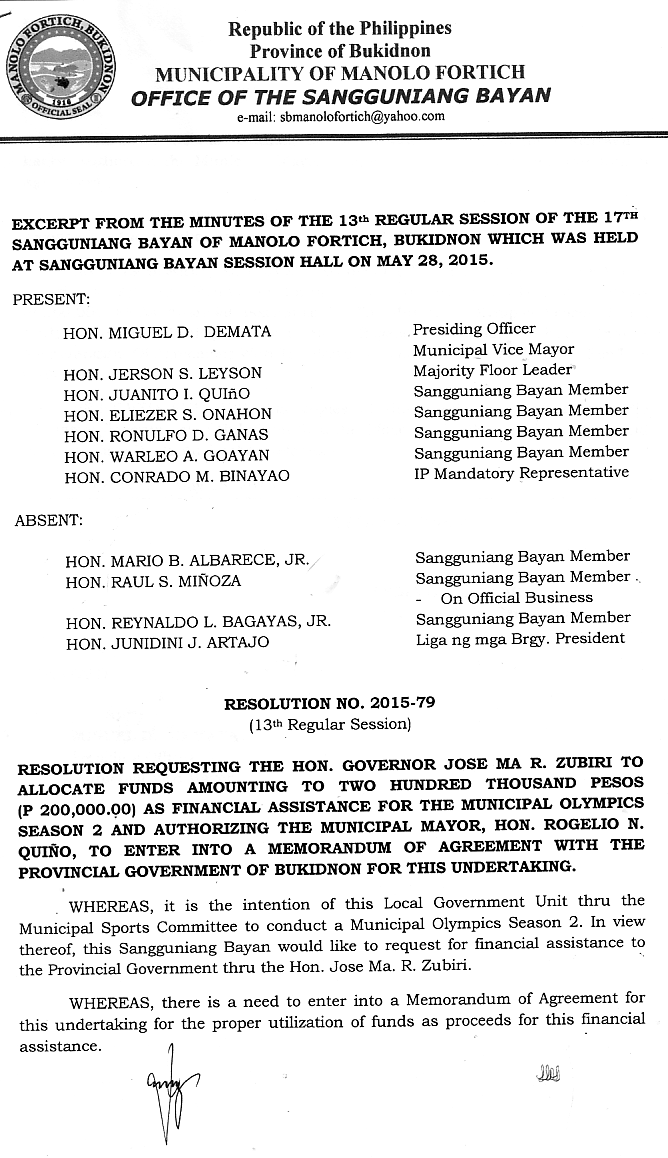 MANOLO FORTICH, BUKIDNON
1916
OFFICIAL SEAL
Republic of the Philippines
Province of Bukidnon
MUNICIPALITY OF MANOLO FORTICH
OFFICE OF THE SANGGUNIANG BAYAN
e-mail: sbmanolofortich@yahoo.com
EXCERPT FROM THE MINUTES OF THE 13th REGULAR SESSION OF THE 17TH
SANGGUNIANG BAYAN OF MANOLO FORTICH, BUKIDNON WHICH WAS HELD
AT SANGGUNIANG BAYAN SESSION HALL ON MAY 28, 2015.
PRESENT:
HON. MIGUEL D. DEMATA Presiding Officer
Municipal Vice Mayor
HON. JERSON S. LEYSON Majority Floor Leader
HON. JUANITO I. QUIñO Sangguniang Bayan Member
HON. ELIEZER S. ONAHON Sangguniang Bayan Member
HON. RONULFO D. GANAS Sangguniang Bayan Member
HON. WARLEO A. GOAYAN Sangguniang Bayan Member
HON. CONRADO M. BINAYAO IP Mandatory Representative
ABSENT:
HON. MARIO B. ALBARECE, JR. Sangguniang Bayan Member
HON. RAUL S. MIÑOZA Sangguniang Bayan Member
- On Official Business
HON. REYNALDO L. BAGAYAS, JR. Sangguniang Bayan Member
HON. JUNIDINI J. ARTAJO Liga ng mga Brgy. President
RESOLUTION NO. 2015-79
(13th Regular Session)
RESOLUTION REQUESTING THE HON. GOVERNOR JOSE MA R. ZUBIRI TO
ALLOCATE FUNDS AMOUNTING TO TWO HUNDRED THOUSAND PESOS
(P 200,000.00) AS FINANCIAL ASSISTANCE FOR THE MUNICIPAL OLYMPICS
SEASON 2 AND AUTHORIZING THE MUNICIPAL MAYOR, HON. ROGELIO N.
QUIÑO, TO ENTER INTO A MEMORANDUM OF AGREEMENT WITH THE
PROVINCIAL GOVERNMENT OF BUKIDNON FOR THIS UNDERTAKING.
WHEREAS, it is the intention of this Local Government Unit thru the
Municipal Sports Committee to conduct a Municipal Olympics Season 2. In view
thereof, this Sangguniang Bayan would like to request for financial assistance to
the Provincial Government thru the Hon. Jose Ma. R. Zubiri.
WHEREAS, there is a need to enter into a Memorandum of Agreement for
this undertaking for the proper utilization of funds as proceeds for this financial
assistance.